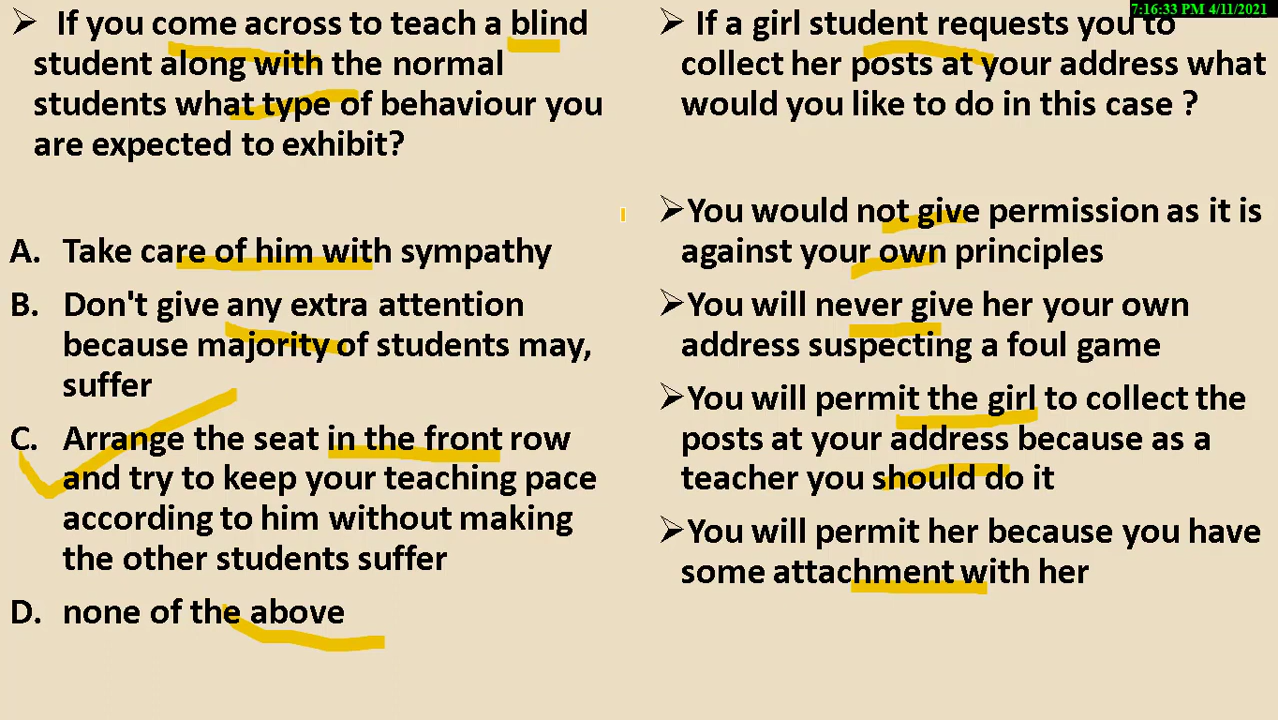 7:16:33 PM 4/11/2021
➢ If you come across to teach a blind
student along with the normal
students what type of behaviour you
are expected to exhibit?
A. Take care of him with sympathy
B. Don't give any extra attention
because majority of students may,
suffer
C. Arrange the seat in the front row
and try to keep your teaching pace
according to him without making
the other students suffer
D. none of the above
➢ If a girl student requests you to
collect her posts at your address what
would you like to do in this case ?
➢You would not give permission as it is
against your own principles
➢You will never give her your own
address suspecting a foul game
➢You will permit the girl to collect the
posts at your address because as a
teacher you should do it
➢You will permit her because you have
some attachment with her